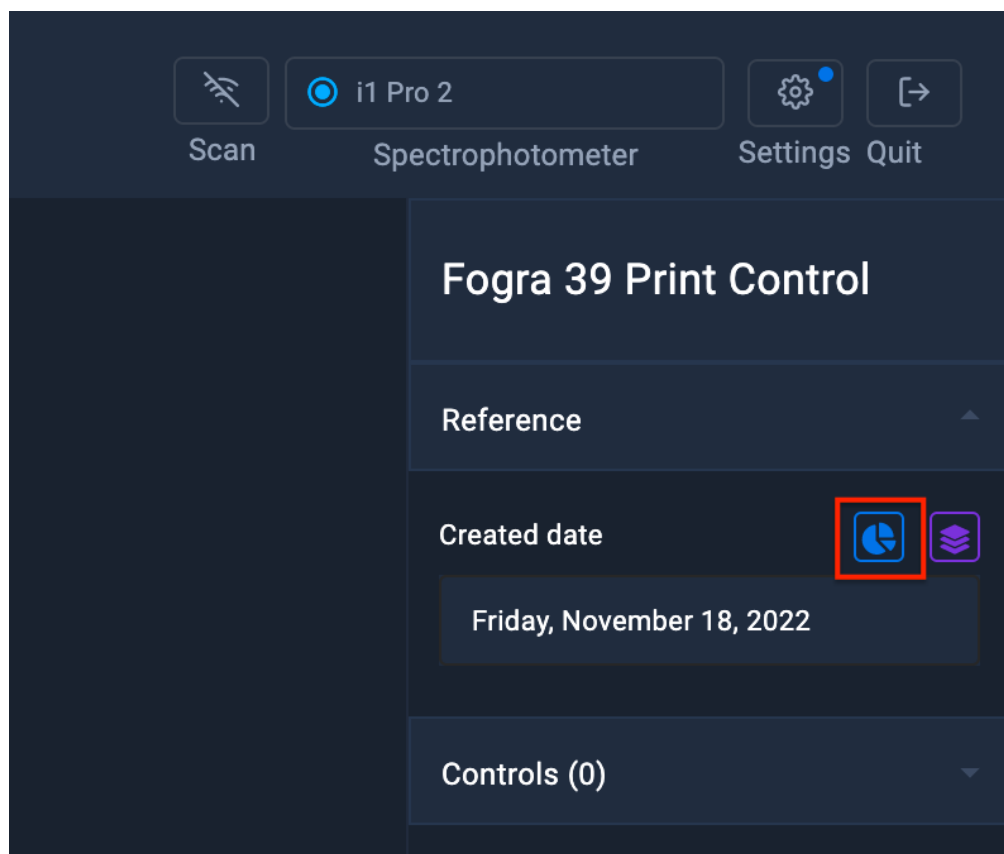 i1 Pro 2
Scan
Spectrophotometer
Settings
Quit
Fogra 39 Print Control
Reference
Created date
Friday, November 18, 2022
Controls (0)